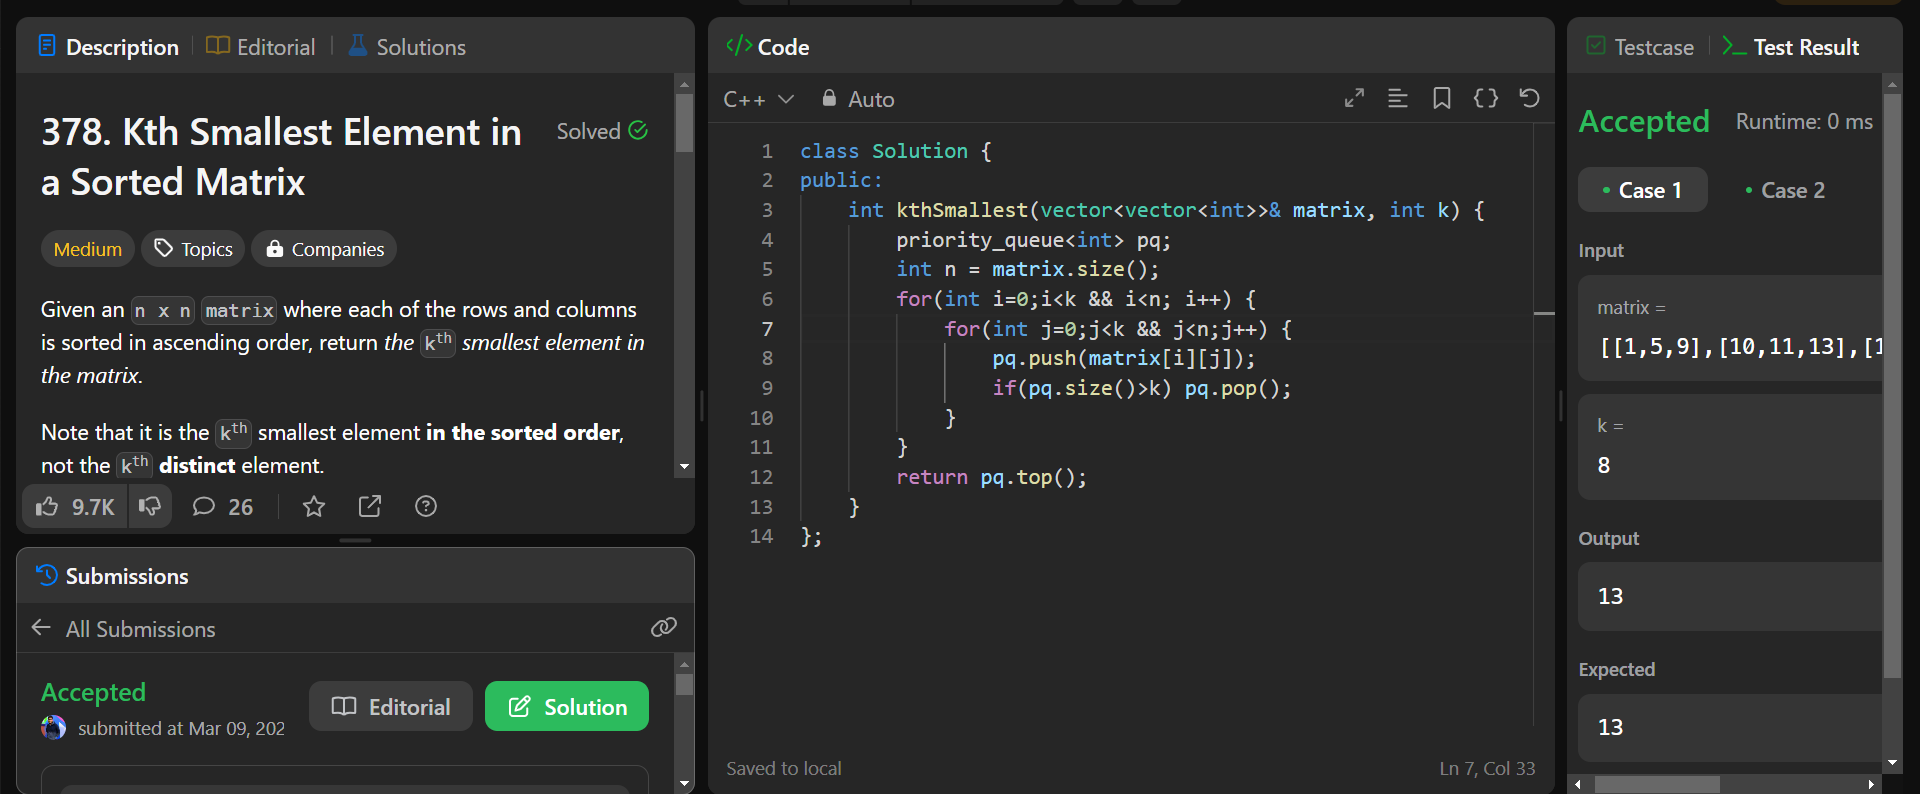 Description
Editorial
Solutions
378. Kth Smallest Element in
a Sorted Matrix
Solved
Medium
Topics
Companies
Given an n x n matrix where each of the rows and columns
is sorted in ascending order, return the kth smallest element in
the matrix.
Note that it is the kth smallest element in the sorted order,
not the kth distinct element.
9.7K
26
Submissions
All Submissions
Accepted
submitted at Mar 09, 202
Editorial
Solution
</> Code
C++
Auto
1 class Solution {
2 public:
3 int kthSmallest(vector<vector<int>>& matrix, int k) {
4 priority_queue<int> pq;
5 int n = matrix.size();
6 for(int i=0;i<k && i<n; i++) {
7 for(int j=0;j<k && j<n;j++) {
8 pq.push(matrix[i][j]);
9 if(pq.size()>k) pq.pop();
10 }
11 }
12 return pq.top();
13 }
14 };
Saved to local
Ln 7, Col 33
Testcase
Test Result
Accepted
Runtime: 0 ms
Case 1
Case 2
Input
matrix =
[[1,5,9],[10,11,13],[1
k =
8
Output
13
Expected
13